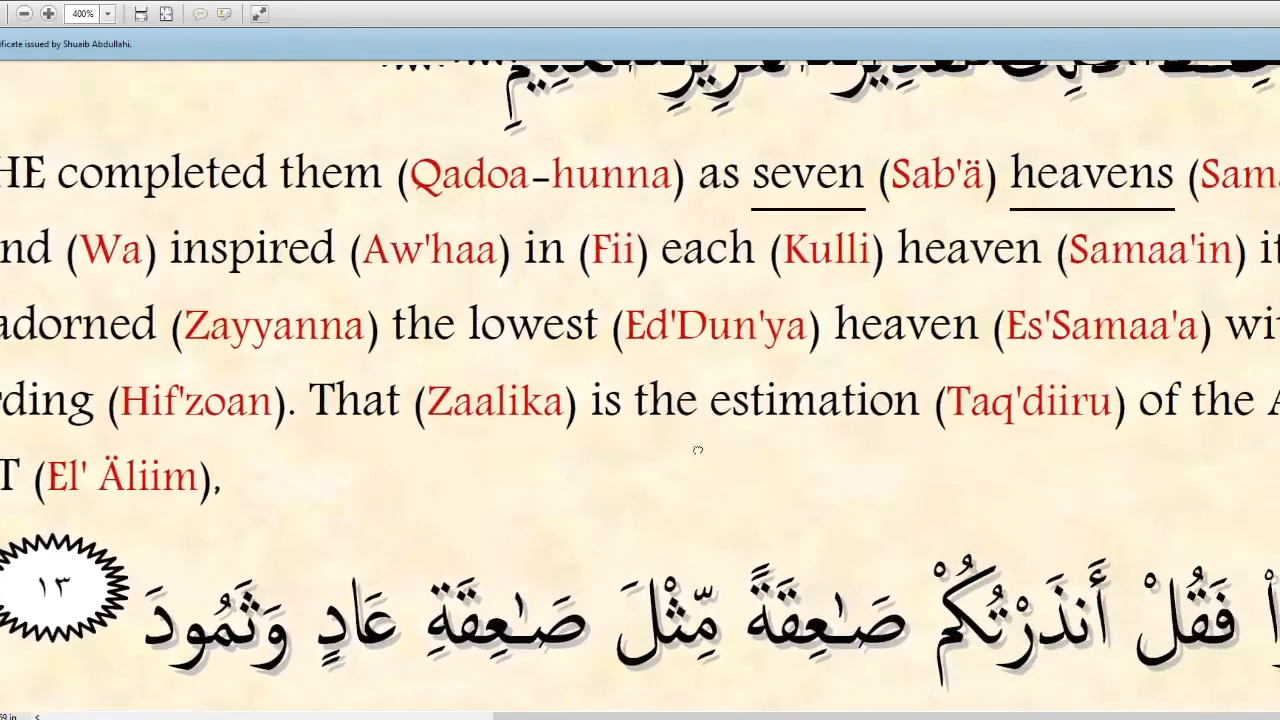 400%
ificate issued by Shuaib Abdullahi.
HE completed them (Qadoa-hunna) as seven (Sab'ä) heavens (Sam
nd (Wa) inspired (Aw'haa) in (Fii) each (Kulli) heaven (Samaa'in) it
adorned (Zayyanna) the lowest (Ed'Dun'ya) heaven (Es'Samaa'a) wit
rding (Hif'zoan). That (Zaalika) is the estimation (Taq'diiru) of the A
T (El' Äliim),
فَقُلْ أَنذَرْتُكُمْ صَـٰعِقَةً مِّثْلَ صَـٰعِقَةِ عَادٍ وَثَمُودَ ١٣